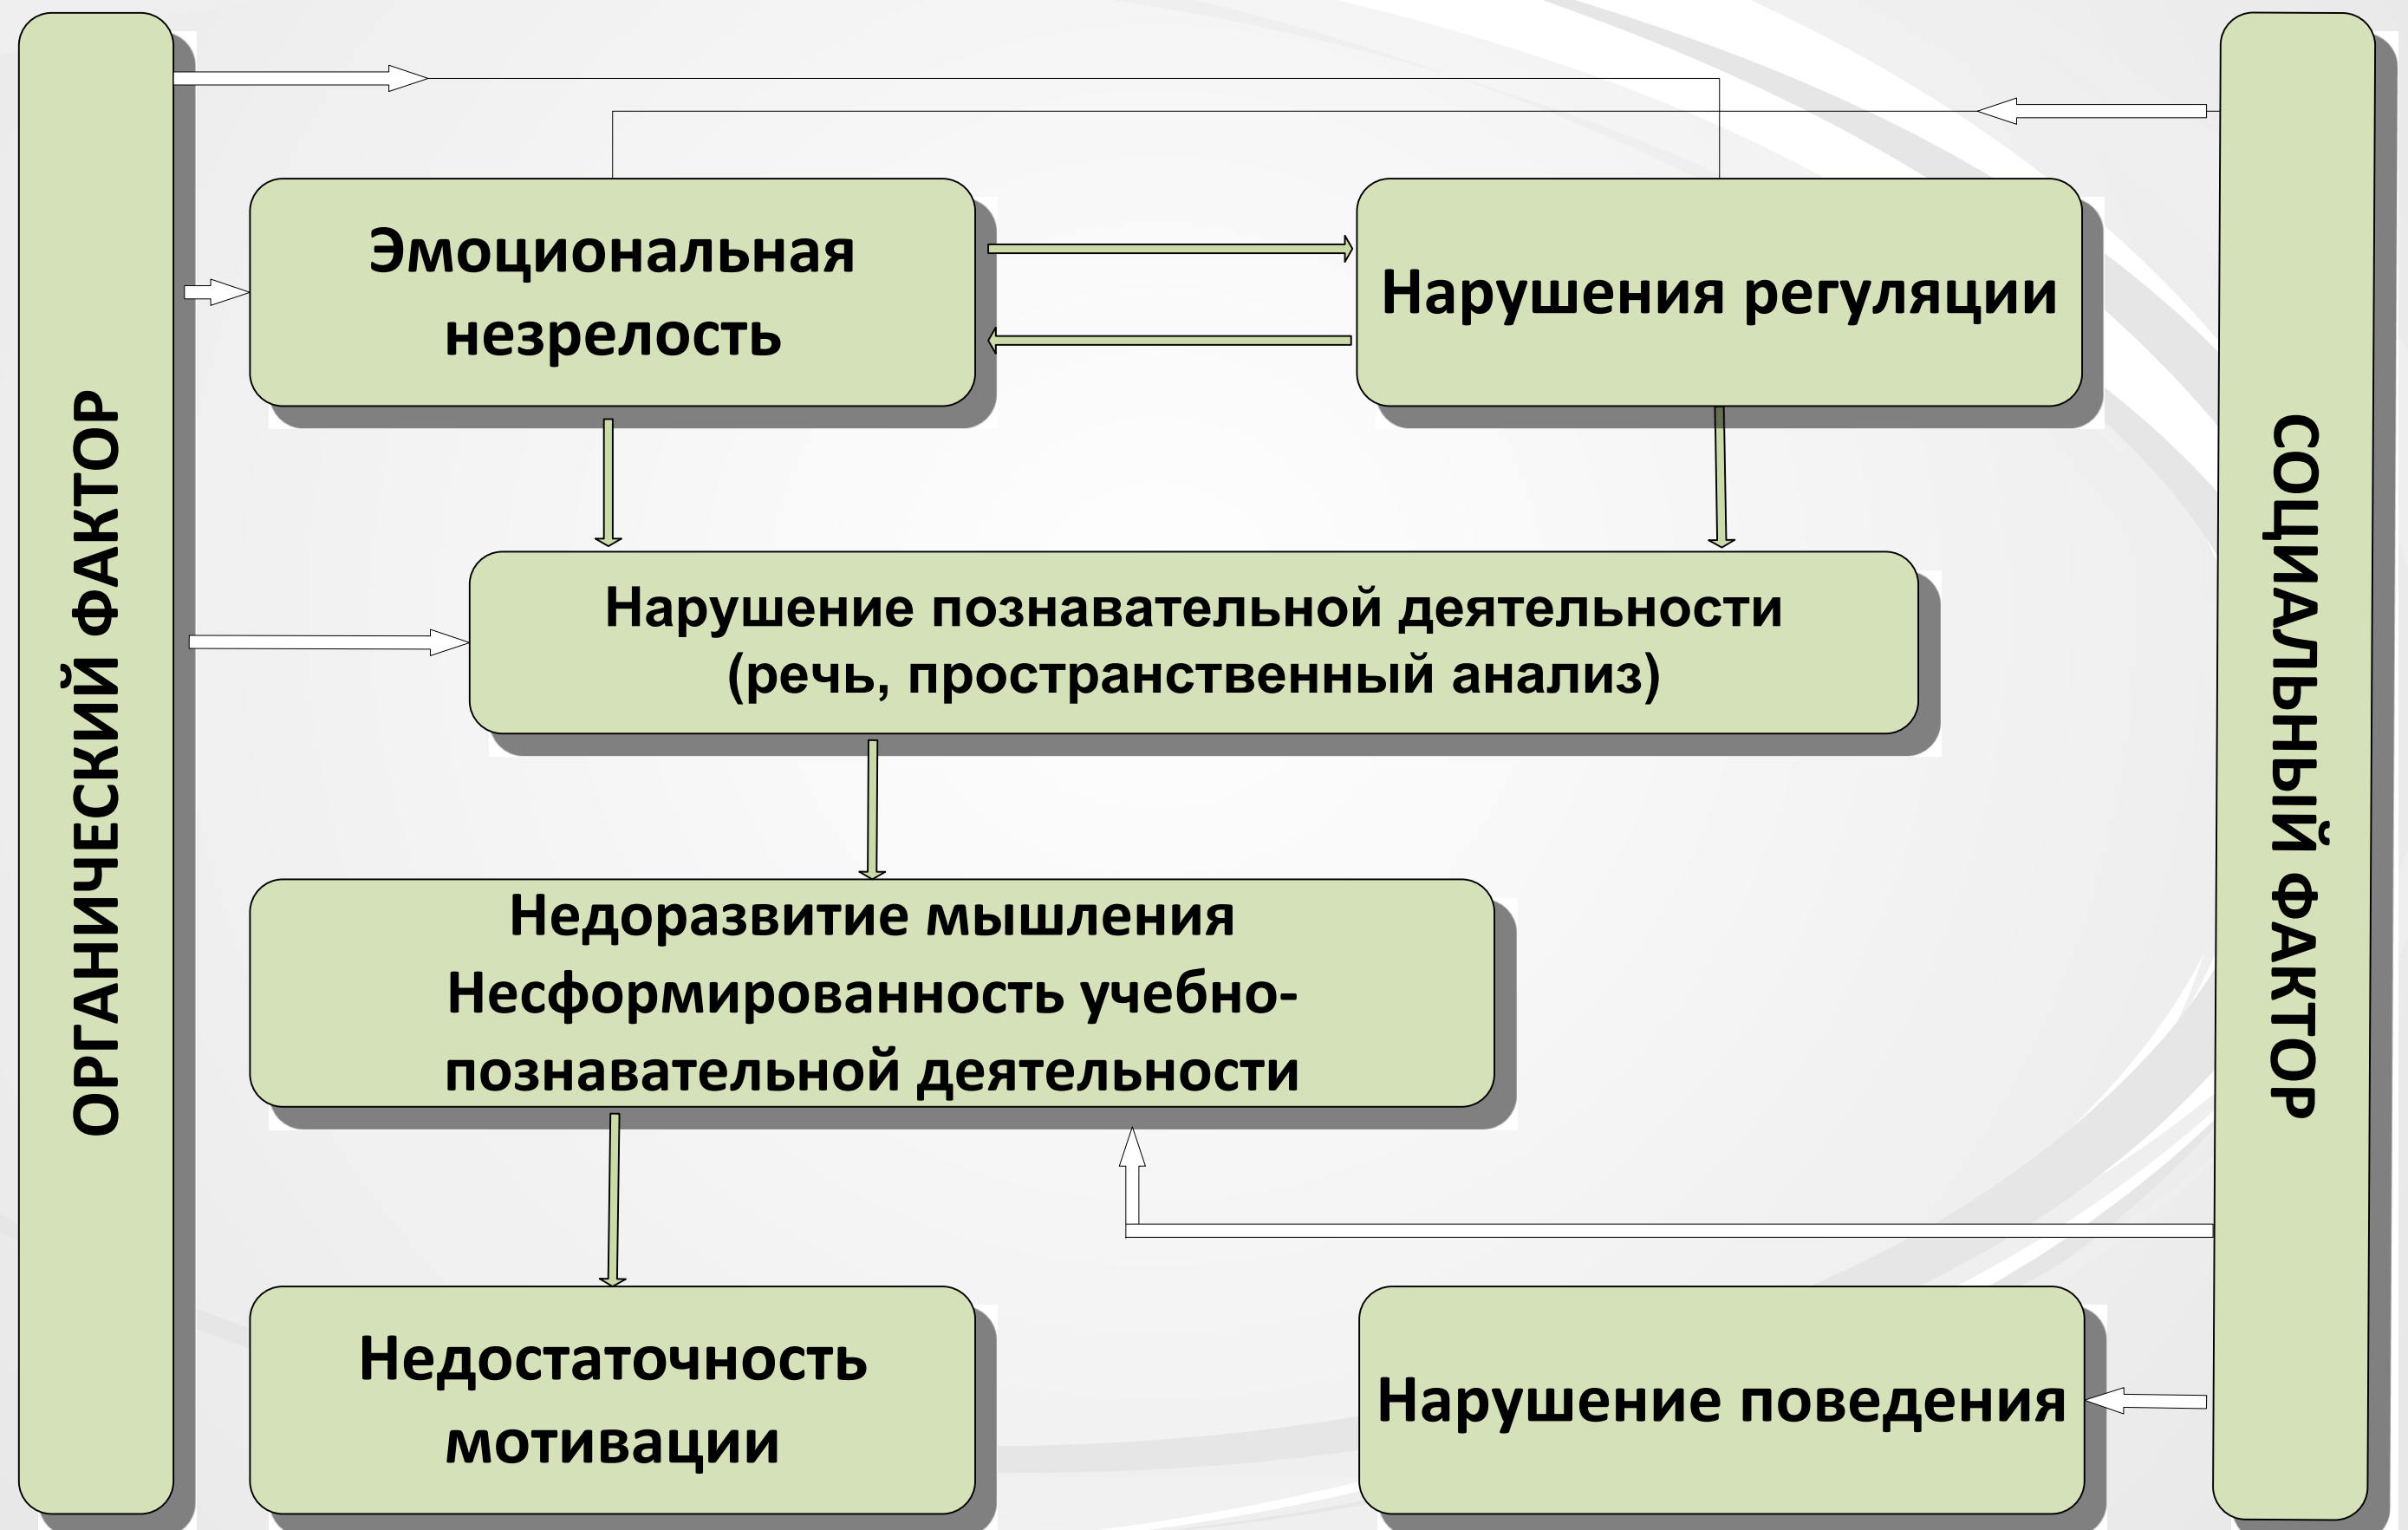 ОРГАНИЧЕСКИЙ ФАКТОР
Эмоциональная
незрелость
Нарушения регуляции
Нарушение познавательной деятельности
(речь, пространственный анализ)
Недоразвитие мышления
Несформированность учебно-
познавательной деятельности
Недостаточность
мотивации
Нарушение поведения
СОЦИАЛЬНЫЙ ФАКТОР